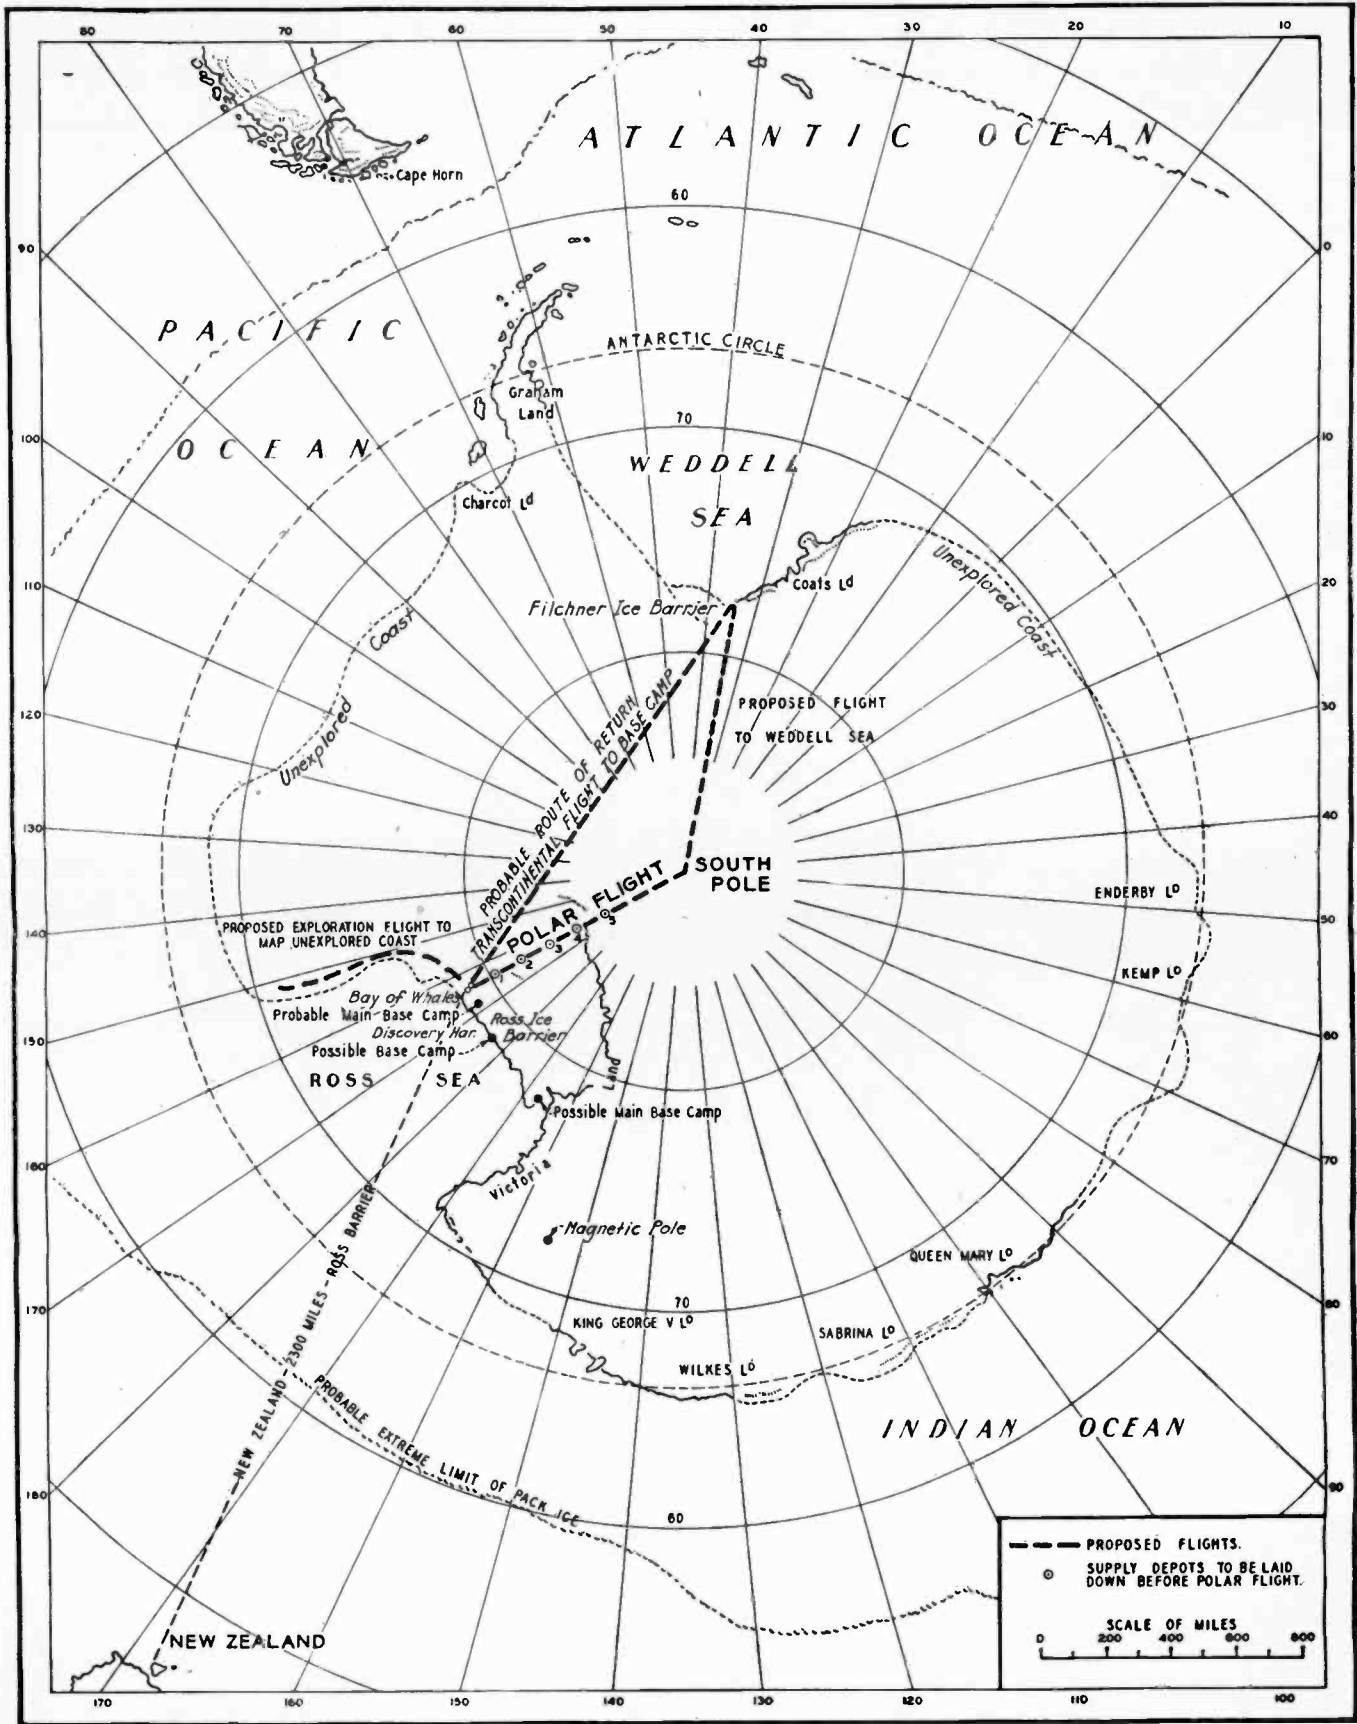 80 70 60 50 40 30 20 10
ATLANTIC OCEAN
Cape Horn
60
90
0
PACIFIC
OCEAN
ANTARCTIC CIRCLE
Graham
Land
70
100
10
WEDDELL
SEA
Charcot Ld
Unexplored Coast
Coats Ld
110
20
Filchner Ice Barrier
Unexplored Coast
120
30
PROPOSED FLIGHT
TO WEDDELL SEA
PROBABLE ROUTE OF RETURN
TRANSCONTINENTAL FLIGHT TO BASE CAMP
130
40
SOUTH
POLE
POLAR FLIGHT
2 3 4 5
ENDERBY LD
50
140
PROPOSED EXPLORATION FLIGHT TO
MAP UNEXPLORED COAST
KEMP LD
Bay of Whales
Probable Main Base Camp
Discovery Har.
Possible Base Camp
Ross Ice
Barrier
150
60
ROSS SEA
Possible Main Base Camp
Victoria Land
160
70
Magnetic Pole
QUEEN MARY LD
170
80
70
KING GEORGE V LD
SABRINA LD
WILKES LD
NEW ZEALAND - 2300 MILES - ROSS BARRIER
PROBABLE EXTREME LIMIT OF PACK ICE
INDIAN OCEAN
180
90
60
PROPOSED FLIGHTS.
SUPPLY DEPOTS TO BE LAID
DOWN BEFORE POLAR FLIGHT.
SCALE OF MILES
0 200 400 600 800
NEW ZEALAND
170 160 150 140 130 120 110 100